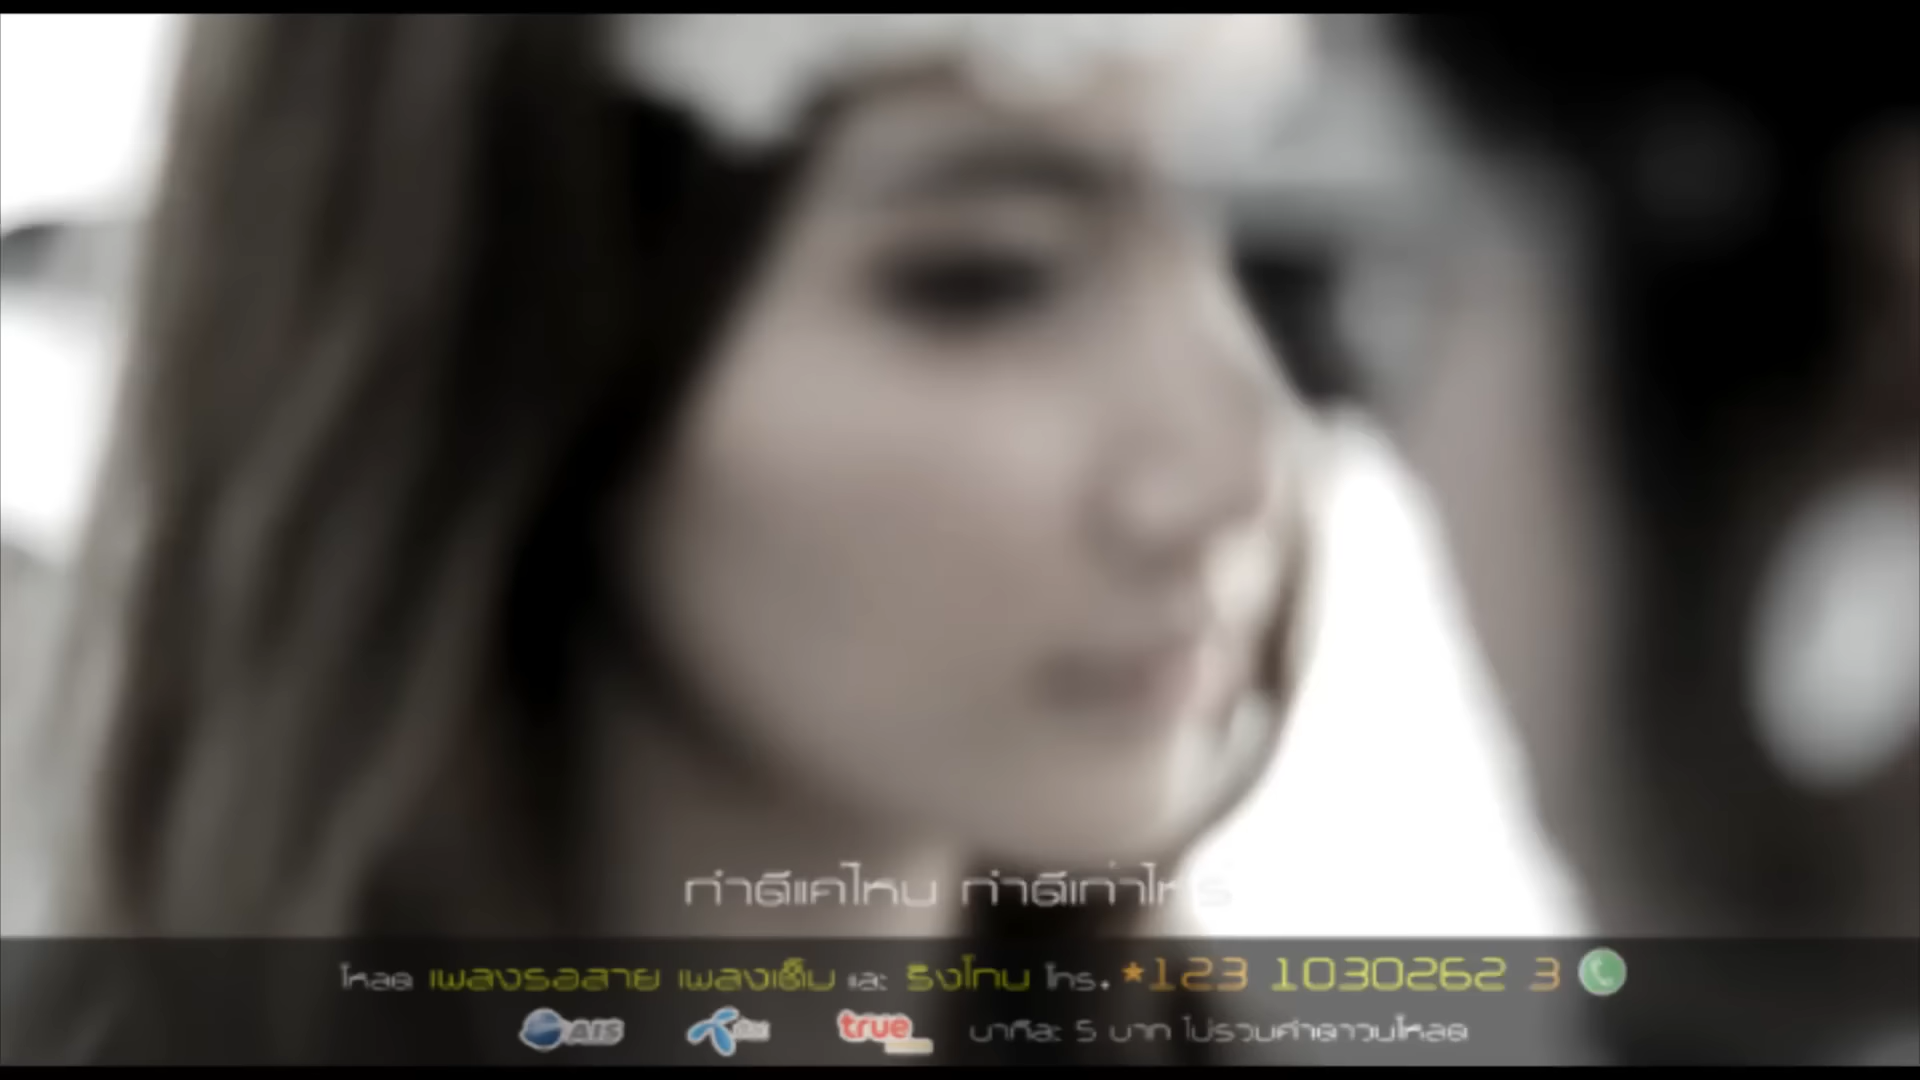 ทำดีแค่ไหน ทำดีเท่าไหร่
โหลด เพลงรอสาย เพลงเต็ม และ ริงโทน โทร. *123 1030262 3
AIS dtac true นาทีละ 5 บาท ไม่รวมค่าดาวน์โหลด